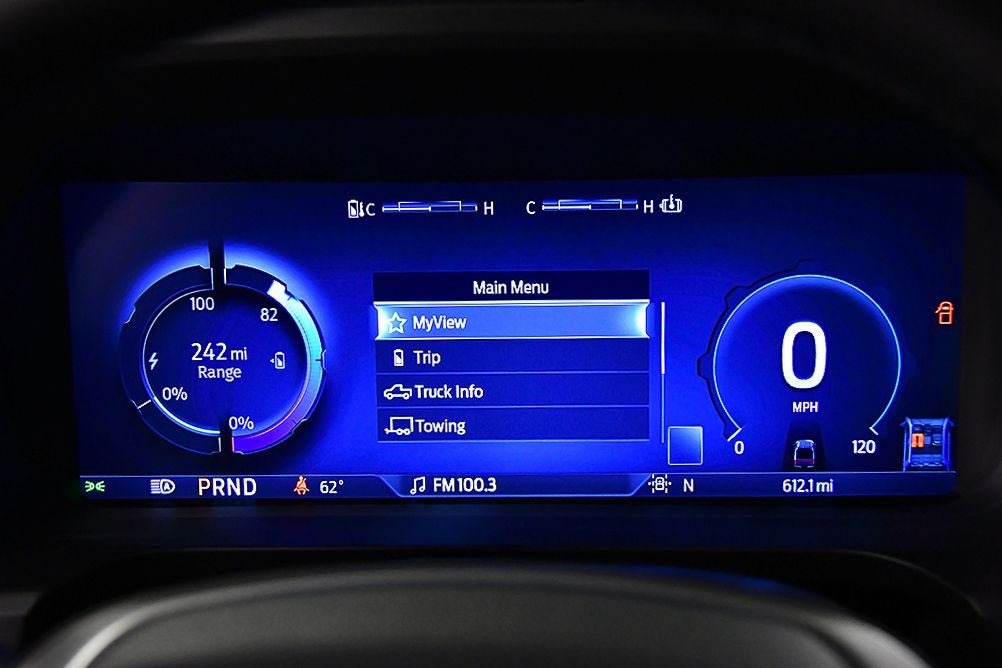 C H
C H
100
82
242 mi
Range
0%
0%
Main Menu
MyView
Trip
Truck Info
Towing
0
MPH
0
120
PRND
62°
FM100.3
N
612.1 mi